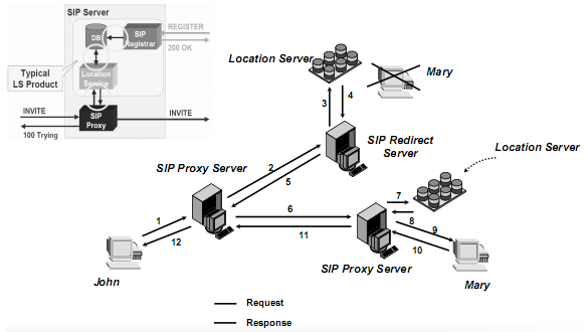 SIP Server
REGISTER
200 OK
DB
SIP
Registrar
Typical
LS Product
Location
Service
INVITE
SIP
Proxy
INVITE
100 Trying
Location Server
Mary
3
4
SIP Redirect
Server
SIP Proxy Server
2
5
Location Server
7
1
6
8
9
12
11
10
SIP Proxy Server
John
Mary
Request
Response